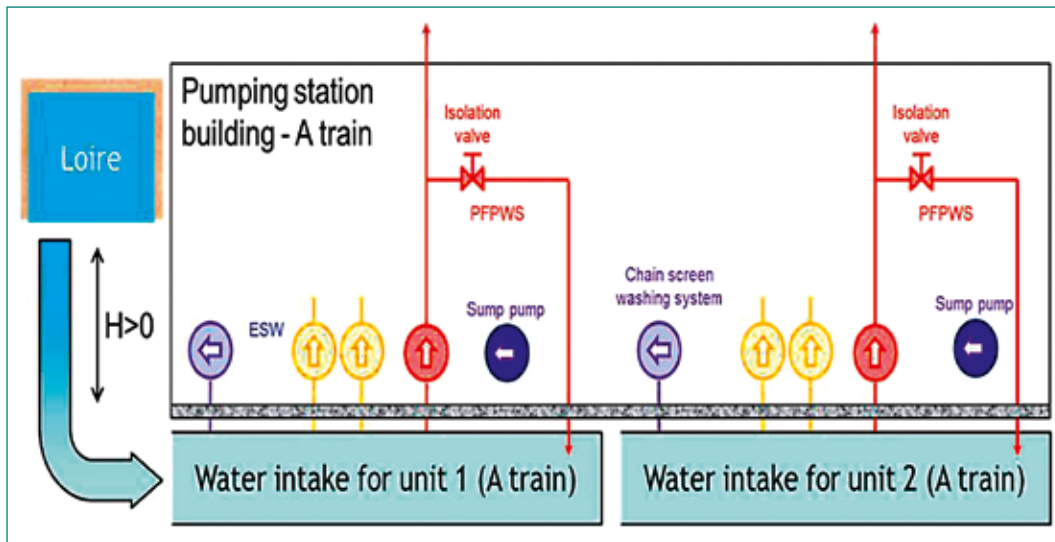 Pumping station
building - A train
Loire
H>0
Isolation
valve
PFPWS
ESW
Sump pump
Chain screen
washing system
Isolation
valve
PFPWS
Sump pump
Water intake for unit 1 (A train)
Water intake for unit 2 (A train)